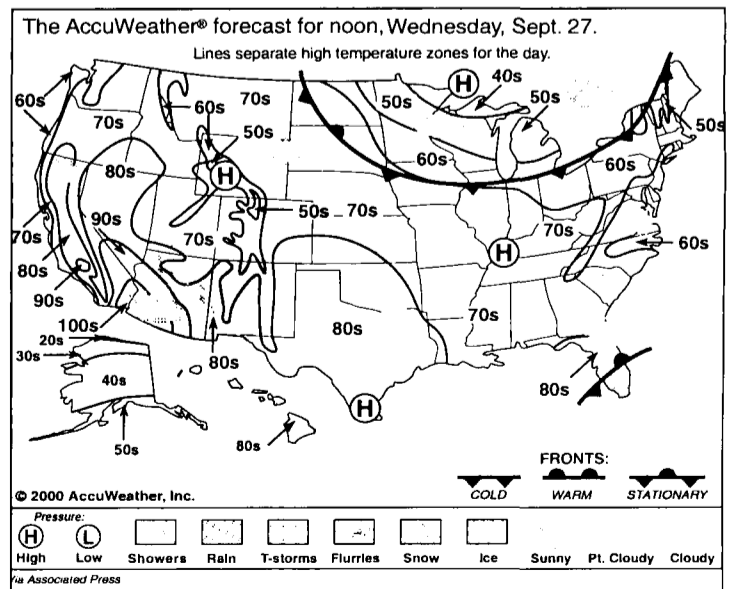 The AccuWeather® forecast for noon, Wednesday, Sept. 27.
Lines separate high temperature zones for the day.
H
40s
60s
60s
70s
50s
50s
50s
70s
50s
80s
60s
60s
H
90s
50s
70s
70s
70s
70s
60s
80s
H
90s
100s
80s
70s
20s
30s
80s
40s
80s
H
50s
80s
FRONTS:
© 2000 AccuWeather, Inc.
COLD WARM STATIONARY
Pressure:
H L
High Low Showers Rain T-storms Flurries Snow Ice Sunny Pt. Cloudy Cloudy
Via Associated Press